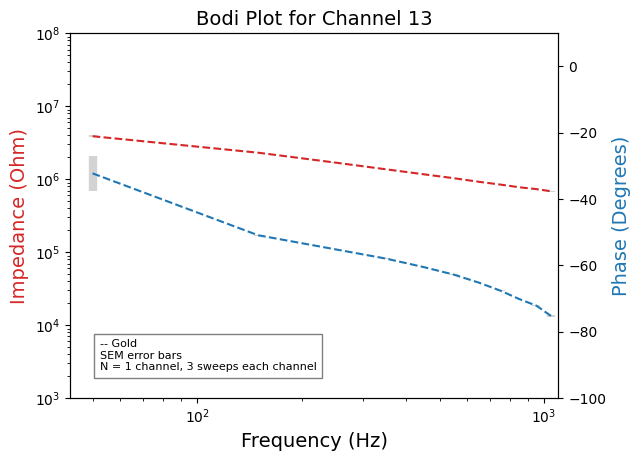 Bodi Plot for Channel 13
Impedance (Ohm)
10^8
10^7
10^6
10^5
10^4
10^3
-- Gold
SEM error bars
N = 1 channel, 3 sweeps each channel
0
−20
−40
−60
−80
−100
Phase (Degrees)
10^2
10^3
Frequency (Hz)